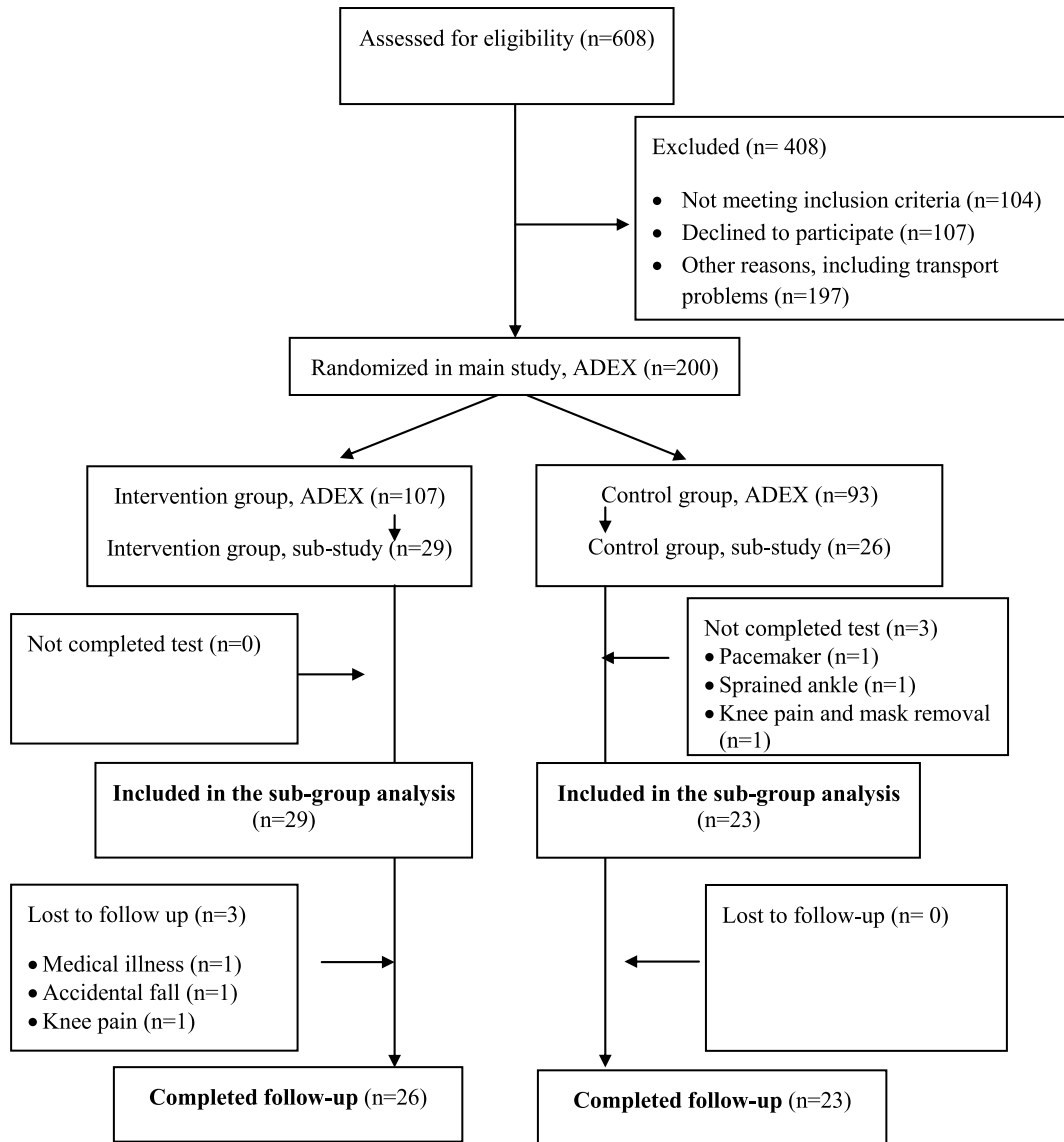 Assessed for eligibility (n=608)
Excluded (n= 408)
• Not meeting inclusion criteria (n=104)
• Declined to participate (n=107)
• Other reasons, including transport
problems (n=197)
Randomized in main study, ADEX (n=200)
Intervention group, ADEX (n=107)
Intervention group, sub-study (n=29)
Control group, ADEX (n=93)
Control group, sub-study (n=26)
Not completed test (n=0)
Not completed test (n=3)
• Pacemaker (n=1)
• Sprained ankle (n=1)
• Knee pain and mask removal
(n=1)
Included in the sub-group analysis
(n=29)
Included in the sub-group analysis
(n=23)
Lost to follow up (n=3)
• Medical illness (n=1)
• Accidental fall (n=1)
• Knee pain (n=1)
Lost to follow-up (n= 0)
Completed follow-up (n=26)
Completed follow-up (n=23)